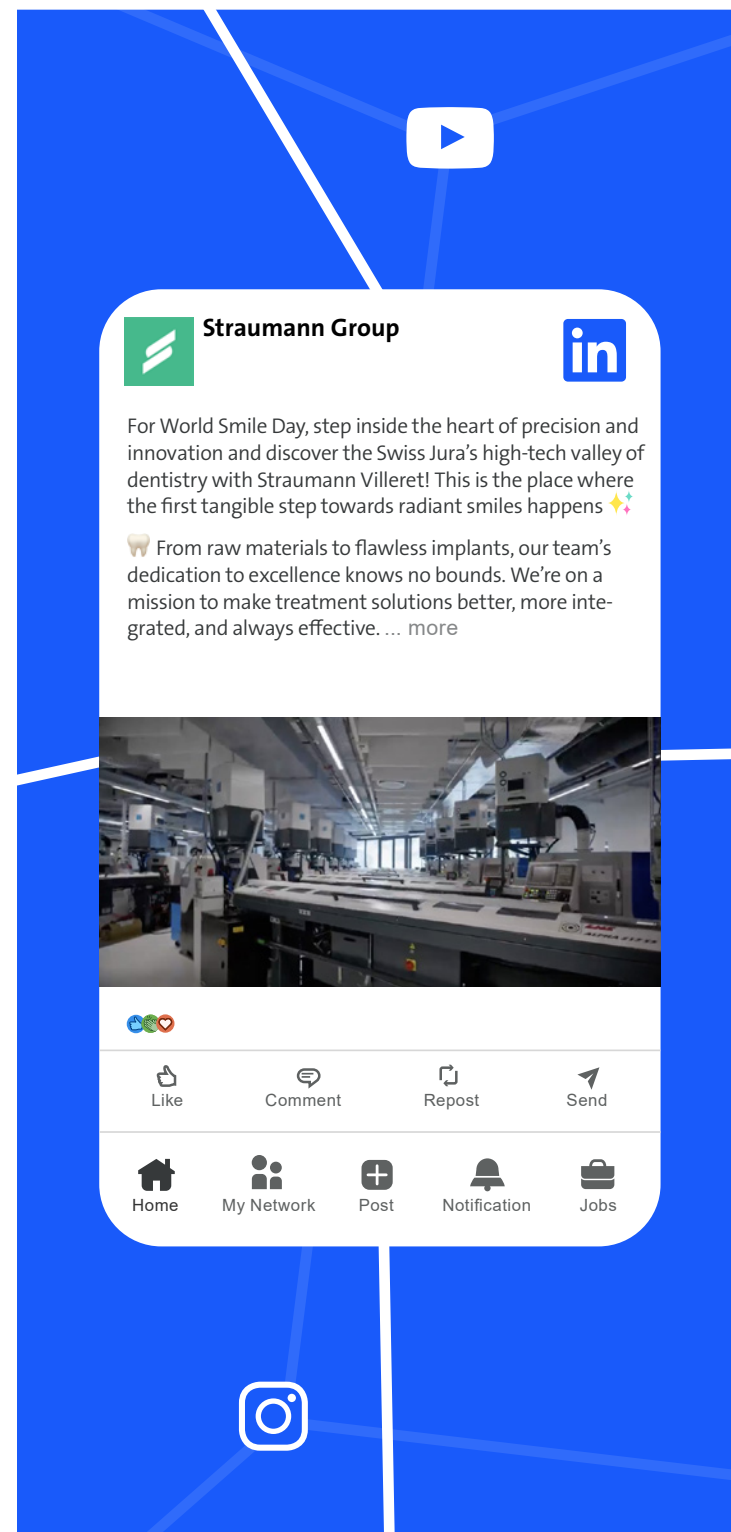 Straumann Group
in
For World Smile Day, step inside the heart of precision and
innovation and discover the Swiss Jura's high-tech valley of
dentistry with Straumann Villeret! This is the place where
the first tangible step towards radiant smiles happens ✨
🦷 From raw materials to flawless implants, our team's
dedication to excellence knows no bounds. We're on a
mission to make treatment solutions better, more inte-
grated, and always effective. ... more
Like Comment Repost Send
Home My Network Post Notification Jobs